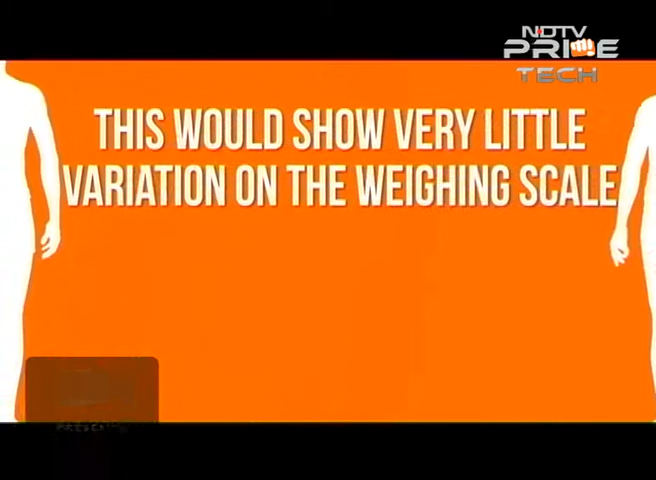 NDTV
PRIME
TECH
THIS WOULD SHOW VERY LITTLE
VARIATION ON THE WEIGHING SCALE